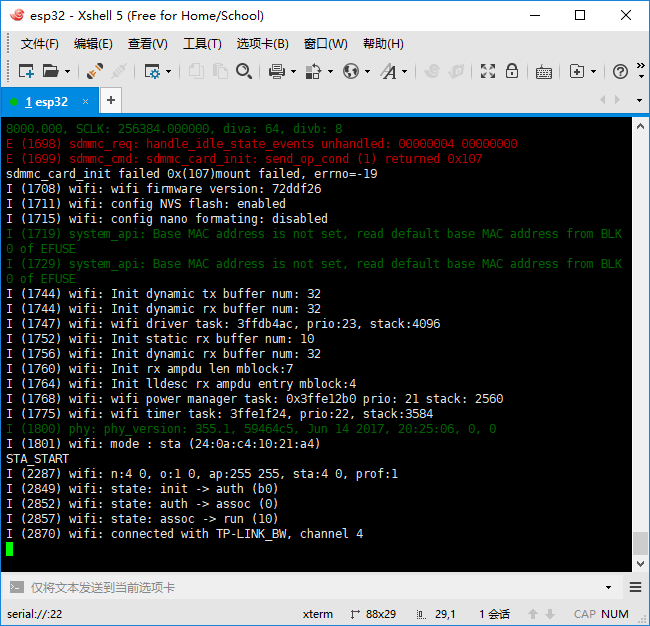 esp32 - Xshell 5 (Free for Home/School)
文件(F) 编辑(E) 查看(V) 工具(T) 选项卡(B) 窗口(W) 帮助(H)
1 esp32
8000.000, SCLK: 256384.000000, diva: 64, divb: 8
E (1698) sdmmc_req: handle_idle_state_events unhandled: 00000004 00000000
E (1699) sdmmc_cmd: sdmmc_card_init: send_op_cond (1) returned 0x107
sdmmc_card_init failed 0x(107)mount failed, errno=-19
I (1708) wifi: wifi firmware version: 72ddf26
I (1711) wifi: config NVS flash: enabled
I (1715) wifi: config nano formating: disabled
I (1719) system_api: Base MAC address is not set, read default base MAC address from BLK
0 of EFUSE
I (1729) system_api: Base MAC address is not set, read default base MAC address from BLK
0 of EFUSE
I (1744) wifi: Init dynamic tx buffer num: 32
I (1744) wifi: Init dynamic rx buffer num: 32
I (1747) wifi: wifi driver task: 3ffdb4ac, prio:23, stack:4096
I (1752) wifi: Init static rx buffer num: 10
I (1756) wifi: Init dynamic rx buffer num: 32
I (1760) wifi: Init rx ampdu len mblock:7
I (1764) wifi: Init lldesc rx ampdu entry mblock:4
I (1768) wifi: wifi power manager task: 0x3ffe12b0 prio: 21 stack: 2560
I (1775) wifi: wifi timer task: 3ffe1f24, prio:22, stack:3584
I (1800) phy: phy_version: 355.1, 59464c5, Jun 14 2017, 20:25:06, 0, 0
I (1801) wifi: mode : sta (24:0a:c4:10:21:a4)
STA_START
I (2287) wifi: n:4 0, o:1 0, ap:255 255, sta:4 0, prof:1
I (2849) wifi: state: init -> auth (b0)
I (2852) wifi: state: auth -> assoc (0)
I (2857) wifi: state: assoc -> run (10)
I (2870) wifi: connected with TP-LINK_BW, channel 4
仅将文本发送到当前选项卡
serial://:22 xterm 88x29 29,1 1 会话 CAP NUM